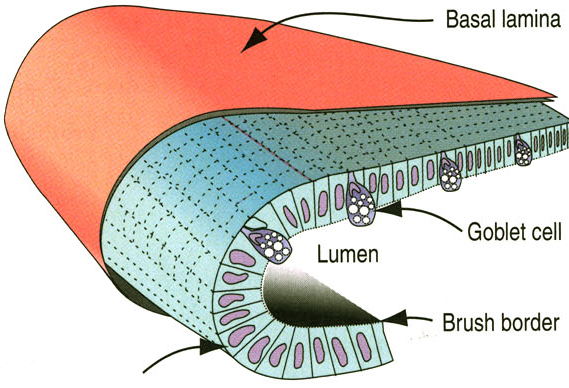 Basal lamina
Goblet cell
Lumen
Brush border